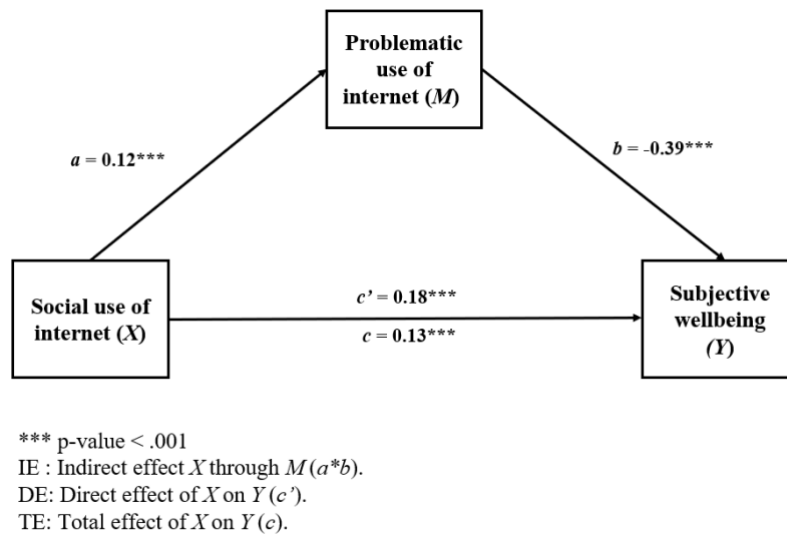 Problematic
use of
internet (M)
a = 0.12***
b = -0.39***
Social use of
internet (X)
c’ = 0.18***
c = 0.13***
Subjective
wellbeing
(Y)
*** p-value < .001
IE : Indirect effect X through M (a*b).
DE: Direct effect of X on Y (c’).
TE: Total effect of X on Y (c).